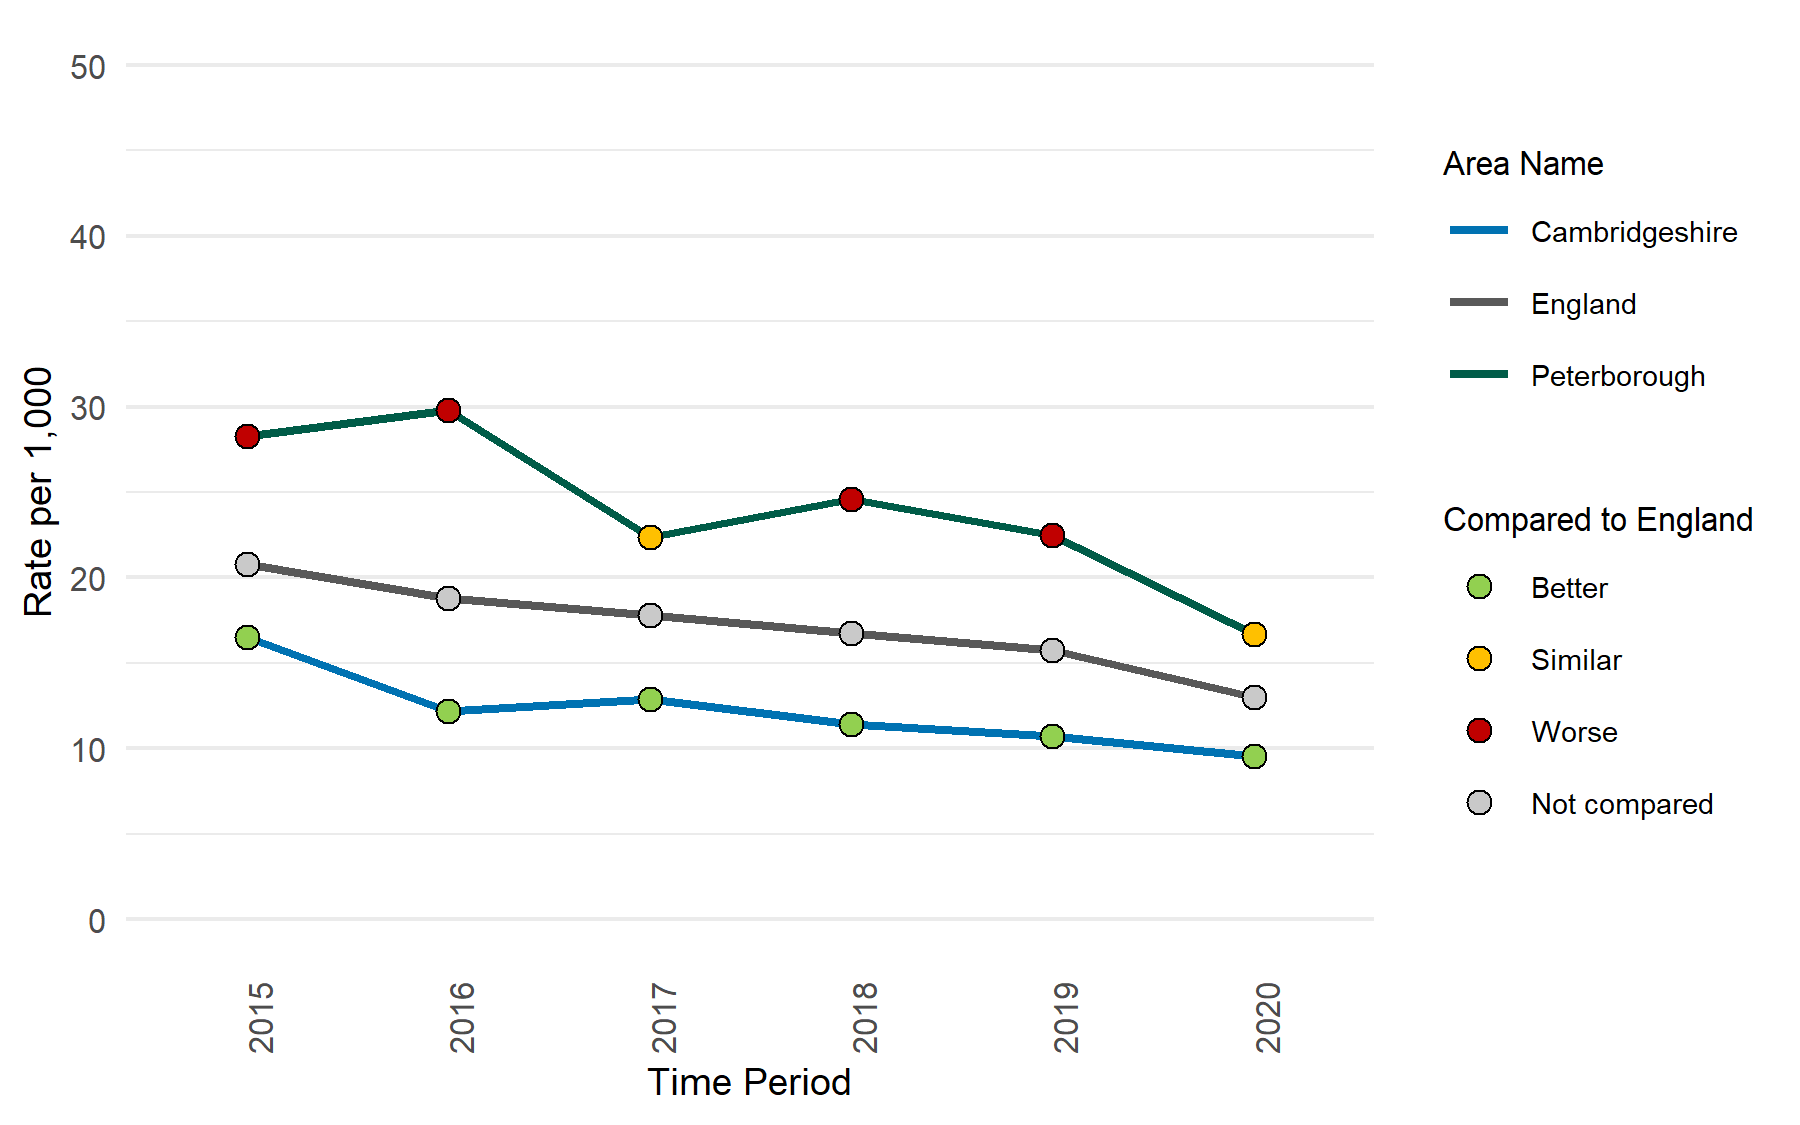 50
40
30
20
10
0
Rate per 1,000
2015
2016
2017
2018
2019
2020
Time Period
Area Name
Cambridgeshire
England
Peterborough
Compared to England
Better
Similar
Worse
Not compared